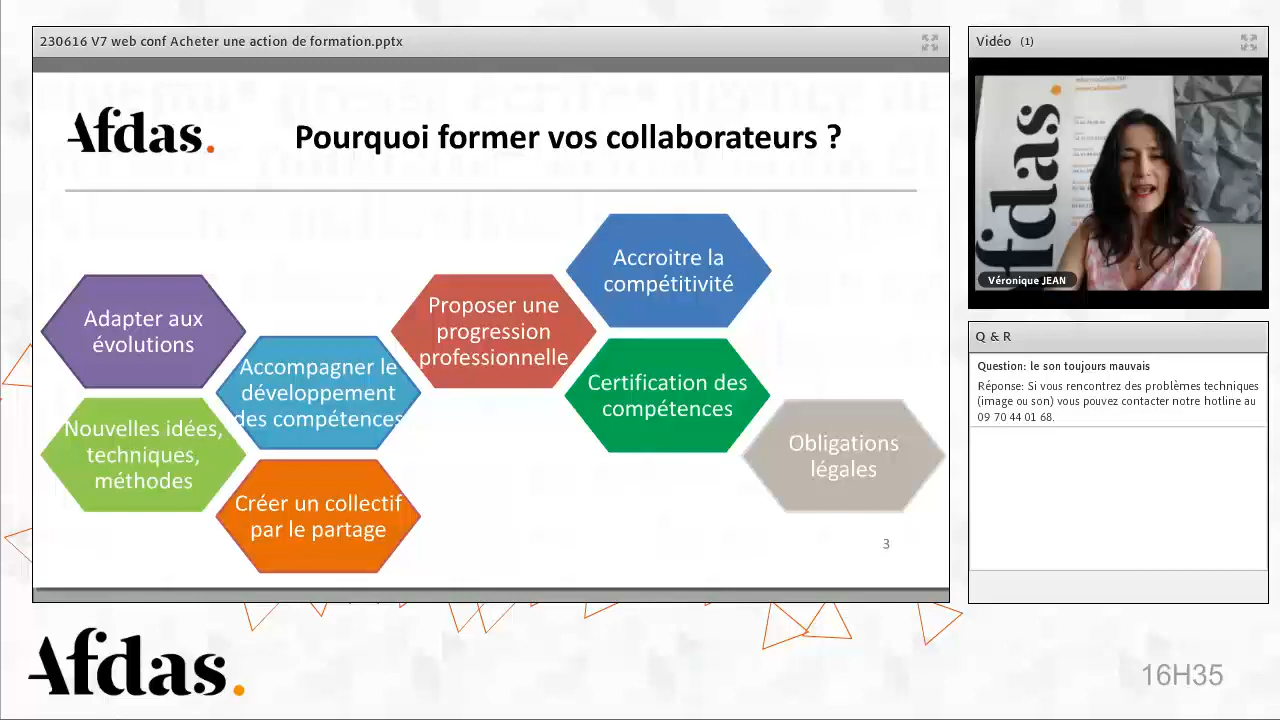 230616 V7 web conf Acheter une action de formation.pptx
Afdas.
Pourquoi former vos collaborateurs ?
Adapter aux
évolutions
Nouvelles idées,
techniques,
méthodes
Accompagner le
développement
des compétences
Créer un collectif
par le partage
Proposer une
progression
professionnelle
Accroitre la
compétitivité
Certification des
compétences
Obligations
légales
3
Vidéo (1)
fdas.
Véronique JEAN
Q & R
Question: le son toujours mauvais
Réponse: Si vous rencontrez des problèmes techniques
(image ou son) vous pouvez contacter notre hotline au
09 70 44 01 68.
Afdas.
16H35